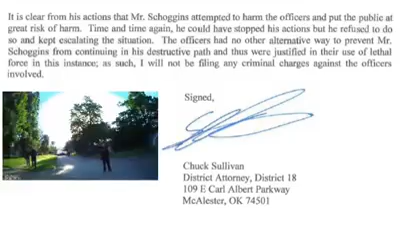 It is clear from his actions that Mr. Schoggins attempted to harm the officers and put the public at
great risk of harm. Time and time again, he could have stopped his actions but he refused to do
so and kept escalating the situation. The officers had no other alternative way to prevent Mr.
Schoggins from continuing in his destructive path and thus were justified in their use of lethal
force in this instance; as such, I will not be filing any criminal charges against the officers
involved.
Signed,
Chuck Sullivan
District Attorney, District 18
109 E Carl Albert Parkway
McAlester, OK 74501